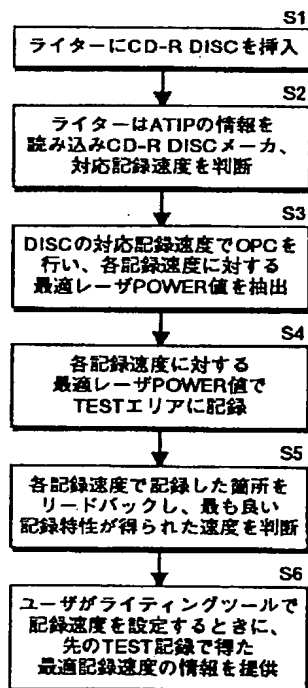 S1
ライターにCD-R DISCを挿入
S2
ライターはATIPの情報を
読み込みCD-R DISCメーカ、
対応記録速度を判断
S3
DISCの対応記録速度でOPCを
行い、各記録速度に対する
最適レーザPOWER値を抽出
S4
各記録速度に対する
最適レーザPOWER値で
TESTエリアに記録
S5
各記録速度で記録した箇所を
リードバックし、最も良い
記録特性が得られた速度を判断
S6
ユーザがライティングツールで
記録速度を設定するときに、
先のTEST記録で得た
最適記録速度の情報を提供